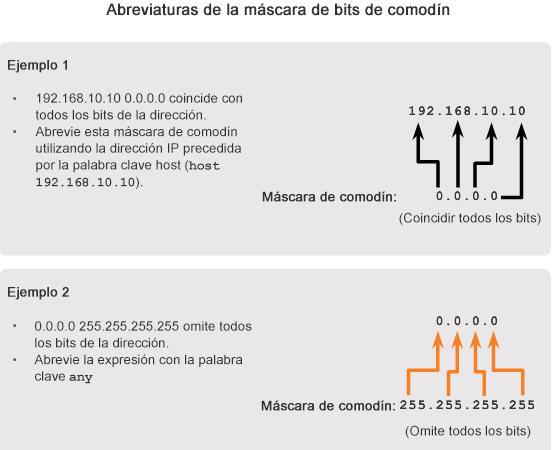 Abreviaturas de la máscara de bits de comodín
Ejemplo 1
▪ 192.168.10.10 0.0.0.0 coincide con
todos los bits de la dirección.
▪ Abrevie esta máscara de comodín
utilizando la dirección IP precedida
por la palabra clave host (host
192.168.10.10).
192.168.10.10
Máscara de comodín: 0.0.0.0
(Coincidir todos los bits)
Ejemplo 2
▪ 0.0.0.0 255.255.255.255 omite todos
los bits de la dirección.
▪ Abrevie la expresión con la palabra
clave any
0.0.0.0
Máscara de comodín: 255.255.255.255
(Omite todos los bits)